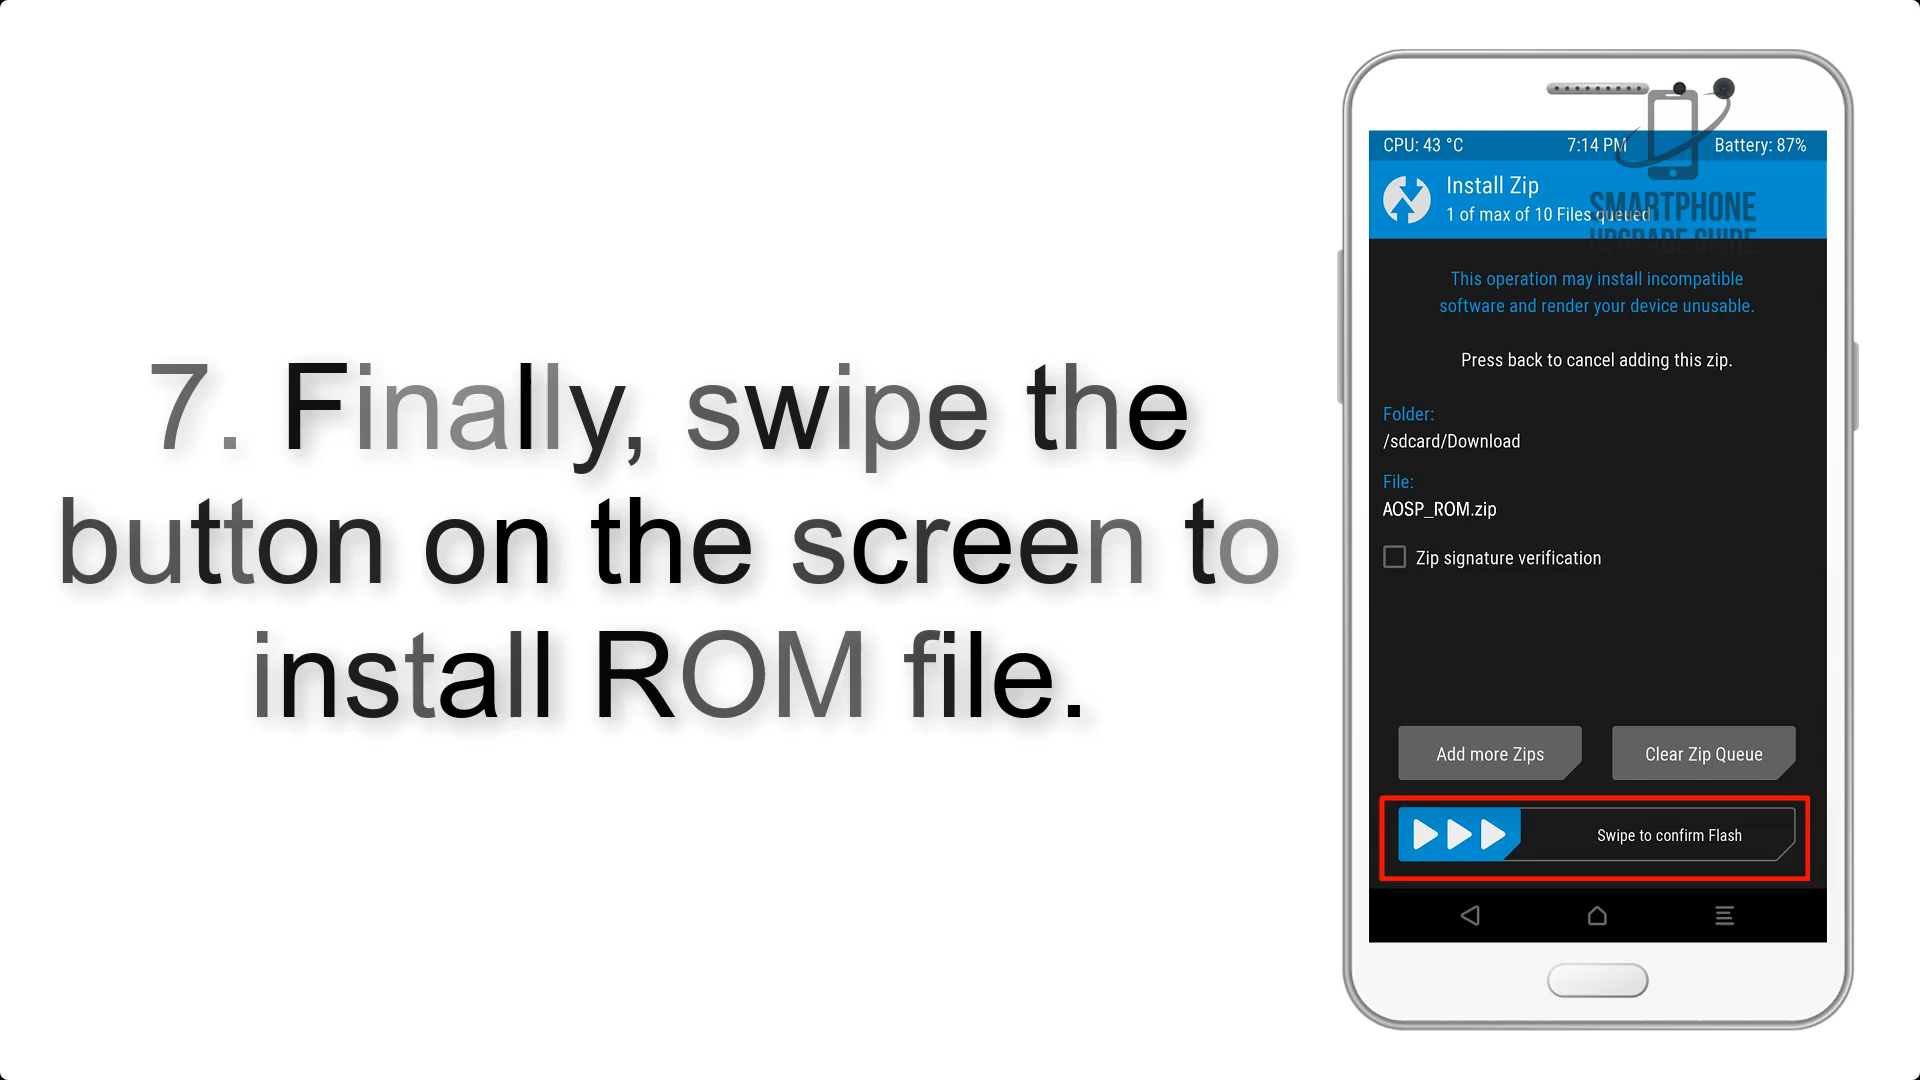 7. Finally, swipe the
button on the screen to
install ROM file.
CPU: 43 °C
7:14 PM
Battery: 87%
Install Zip
1 of max of 10 Files queued
SMARTPHONE
UPGRADE GUIDE
This operation may install incompatible
software and render your device unusable.
Press back to cancel adding this zip.
Folder:
/sdcard/Download
File:
AOSP_ROM.zip
Zip signature verification
Add more Zips
Clear Zip Queue
Swipe to confirm Flash